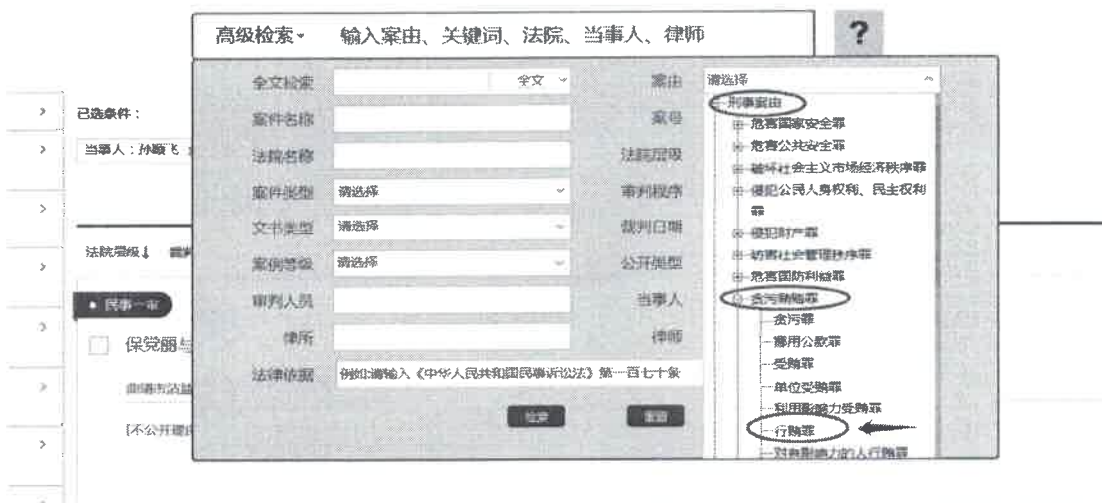 高级检索
输入案由、关键词、法院、当事人、律师
?
已选条件：
当事人：孙顺飞
法院层级↓
民事一审
保党丽与
曲靖市沾益
全文检索
全文
案件名称
法院名称
案件类型
请选择
文书类型
请选择
案例等级
请选择
审判人员
律所
法律依据
例如:请输入《中华人民共和国民事诉讼法》第一百七十条
检索
重置
案由
请选择
案号
法院层级
审判程序
裁判日期
公开类型
当事人
律师
刑事案由
危害国家安全罪
危害公共安全罪
破坏社会主义市场经济秩序罪
侵犯公民人身权利、民主权利
罪
侵犯财产罪
妨害社会管理秩序罪
危害国防利益罪
贪污贿赂罪
贪污罪
挪用公款罪
受贿罪
单位受贿罪
利用影响力受贿罪
行贿罪
对有影响力的人行贿罪